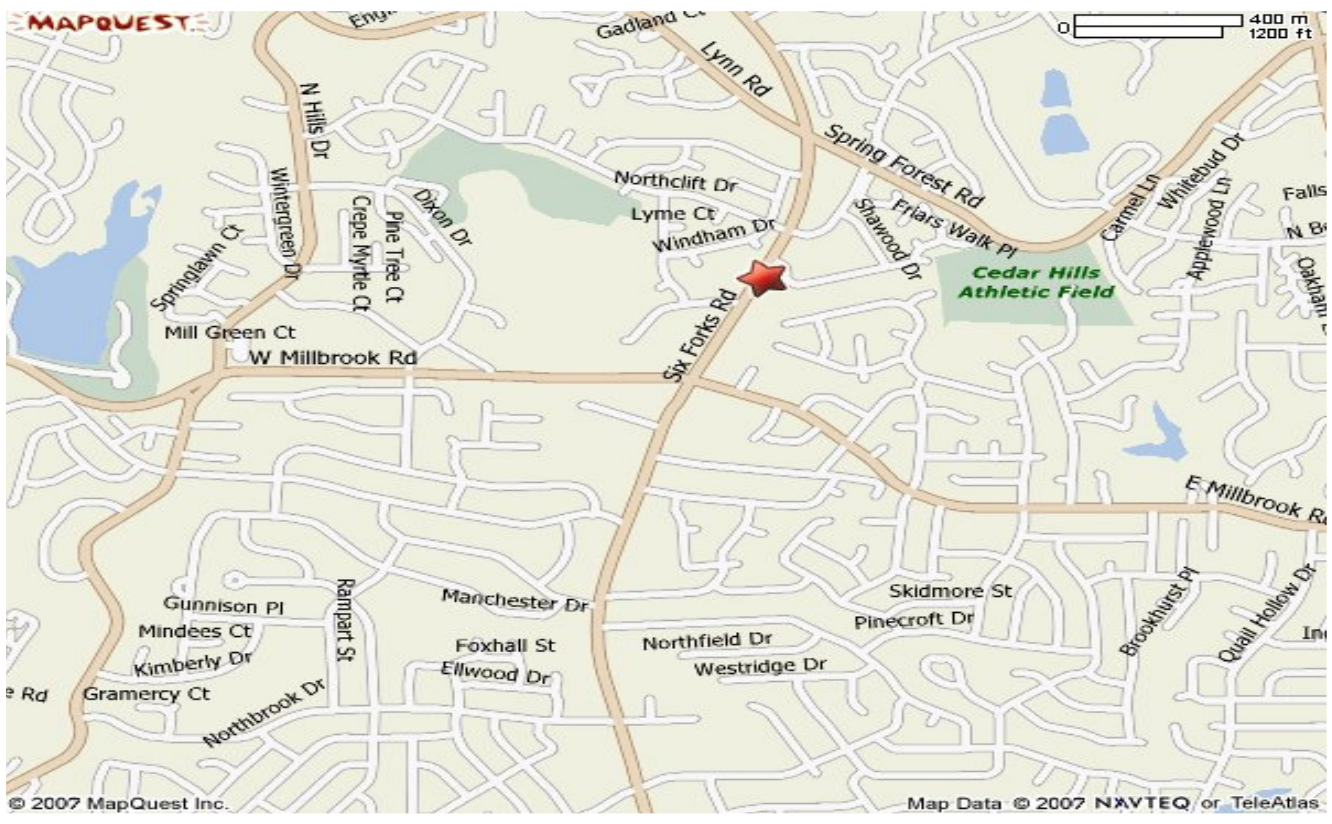 MAPQUEST
Gadland Ct
0
400 m
1200 ft
Lynn Rd
N Hills Dr
Spring Forest Rd
Whitebud Dr
Northclift Dr
Carmel Ln
Wintergreen Dr
Dixon Dr
Pine Tree Ct
Crepe Myrtle Ct
Lyme Ct
Windham Dr
Shawood Dr
Friars Walk Pl
Applewood Ln
Falls
Springlawn Ct
Cedar Hills
Athletic Field
Oakham
Mill Green Ct
Six Forks Rd
W Millbrook Rd
E Millbrook Rd
Gunnison Pl
Rampart St
Manchester Dr
Skidmore St
Brookhurst Pl
Quail Hollow Dr
Mindees Ct
Pinecroft Dr
Kimberly Dr
Foxhall St
Northfield Dr
Ellwood Dr
Westridge Dr
e Rd
Gramercy Ct
Northbrook Dr
© 2007 MapQuest Inc.
Map Data © 2007 NAVTEQ or TeleAtlas